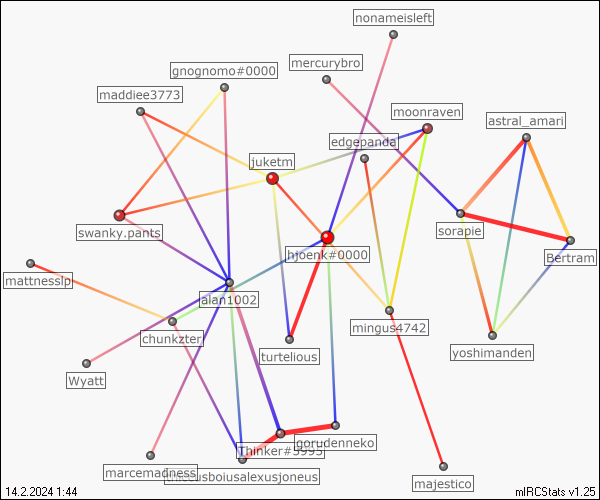 nonameisleft
mercurybro
gnognomo#0000
maddiee3773
moonraven
astral_amari
edgepanda
juketm
swanky.pants
sorapie
hjoenk#0000
Bertram
mattnesslp
alan1002
chunkzter
mingus4742
turtelious
yoshimanden
Wyatt
gorudenneko
Thinker#5995
marcemadness
majestico
14.2.2024 1:44
mIRCStats v1.25